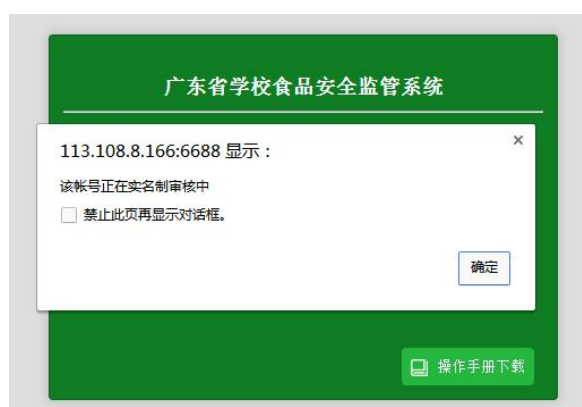 广东省学校食品安全监管系统
113.108.8.166:6688 显示：
×
该帐号正在实名制审核中
禁止此页再显示对话框。
确定
操作手册下载